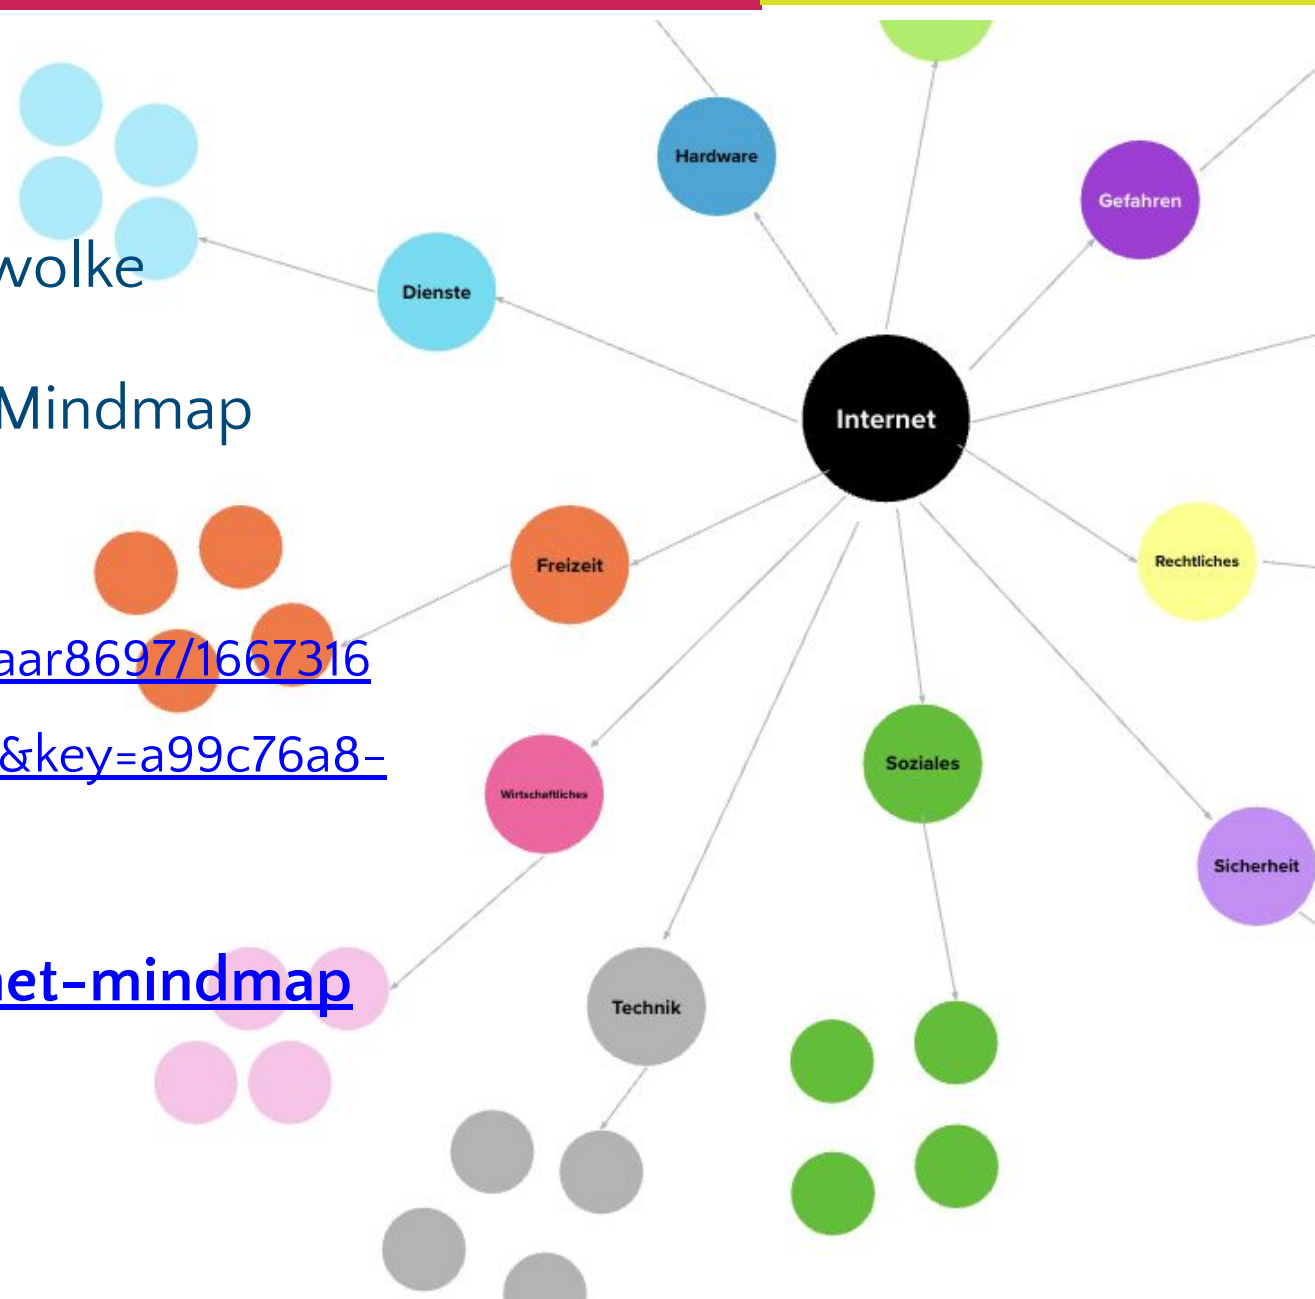 Hardware
Gefahren
wolke
Dienste
Mindmap
Internet
Freizeit
Rechtliches
aar8697/1667316
&key=a99c76a8-
Wirtschaftliches
Soziales
Sicherheit
et-mindmap
Technik